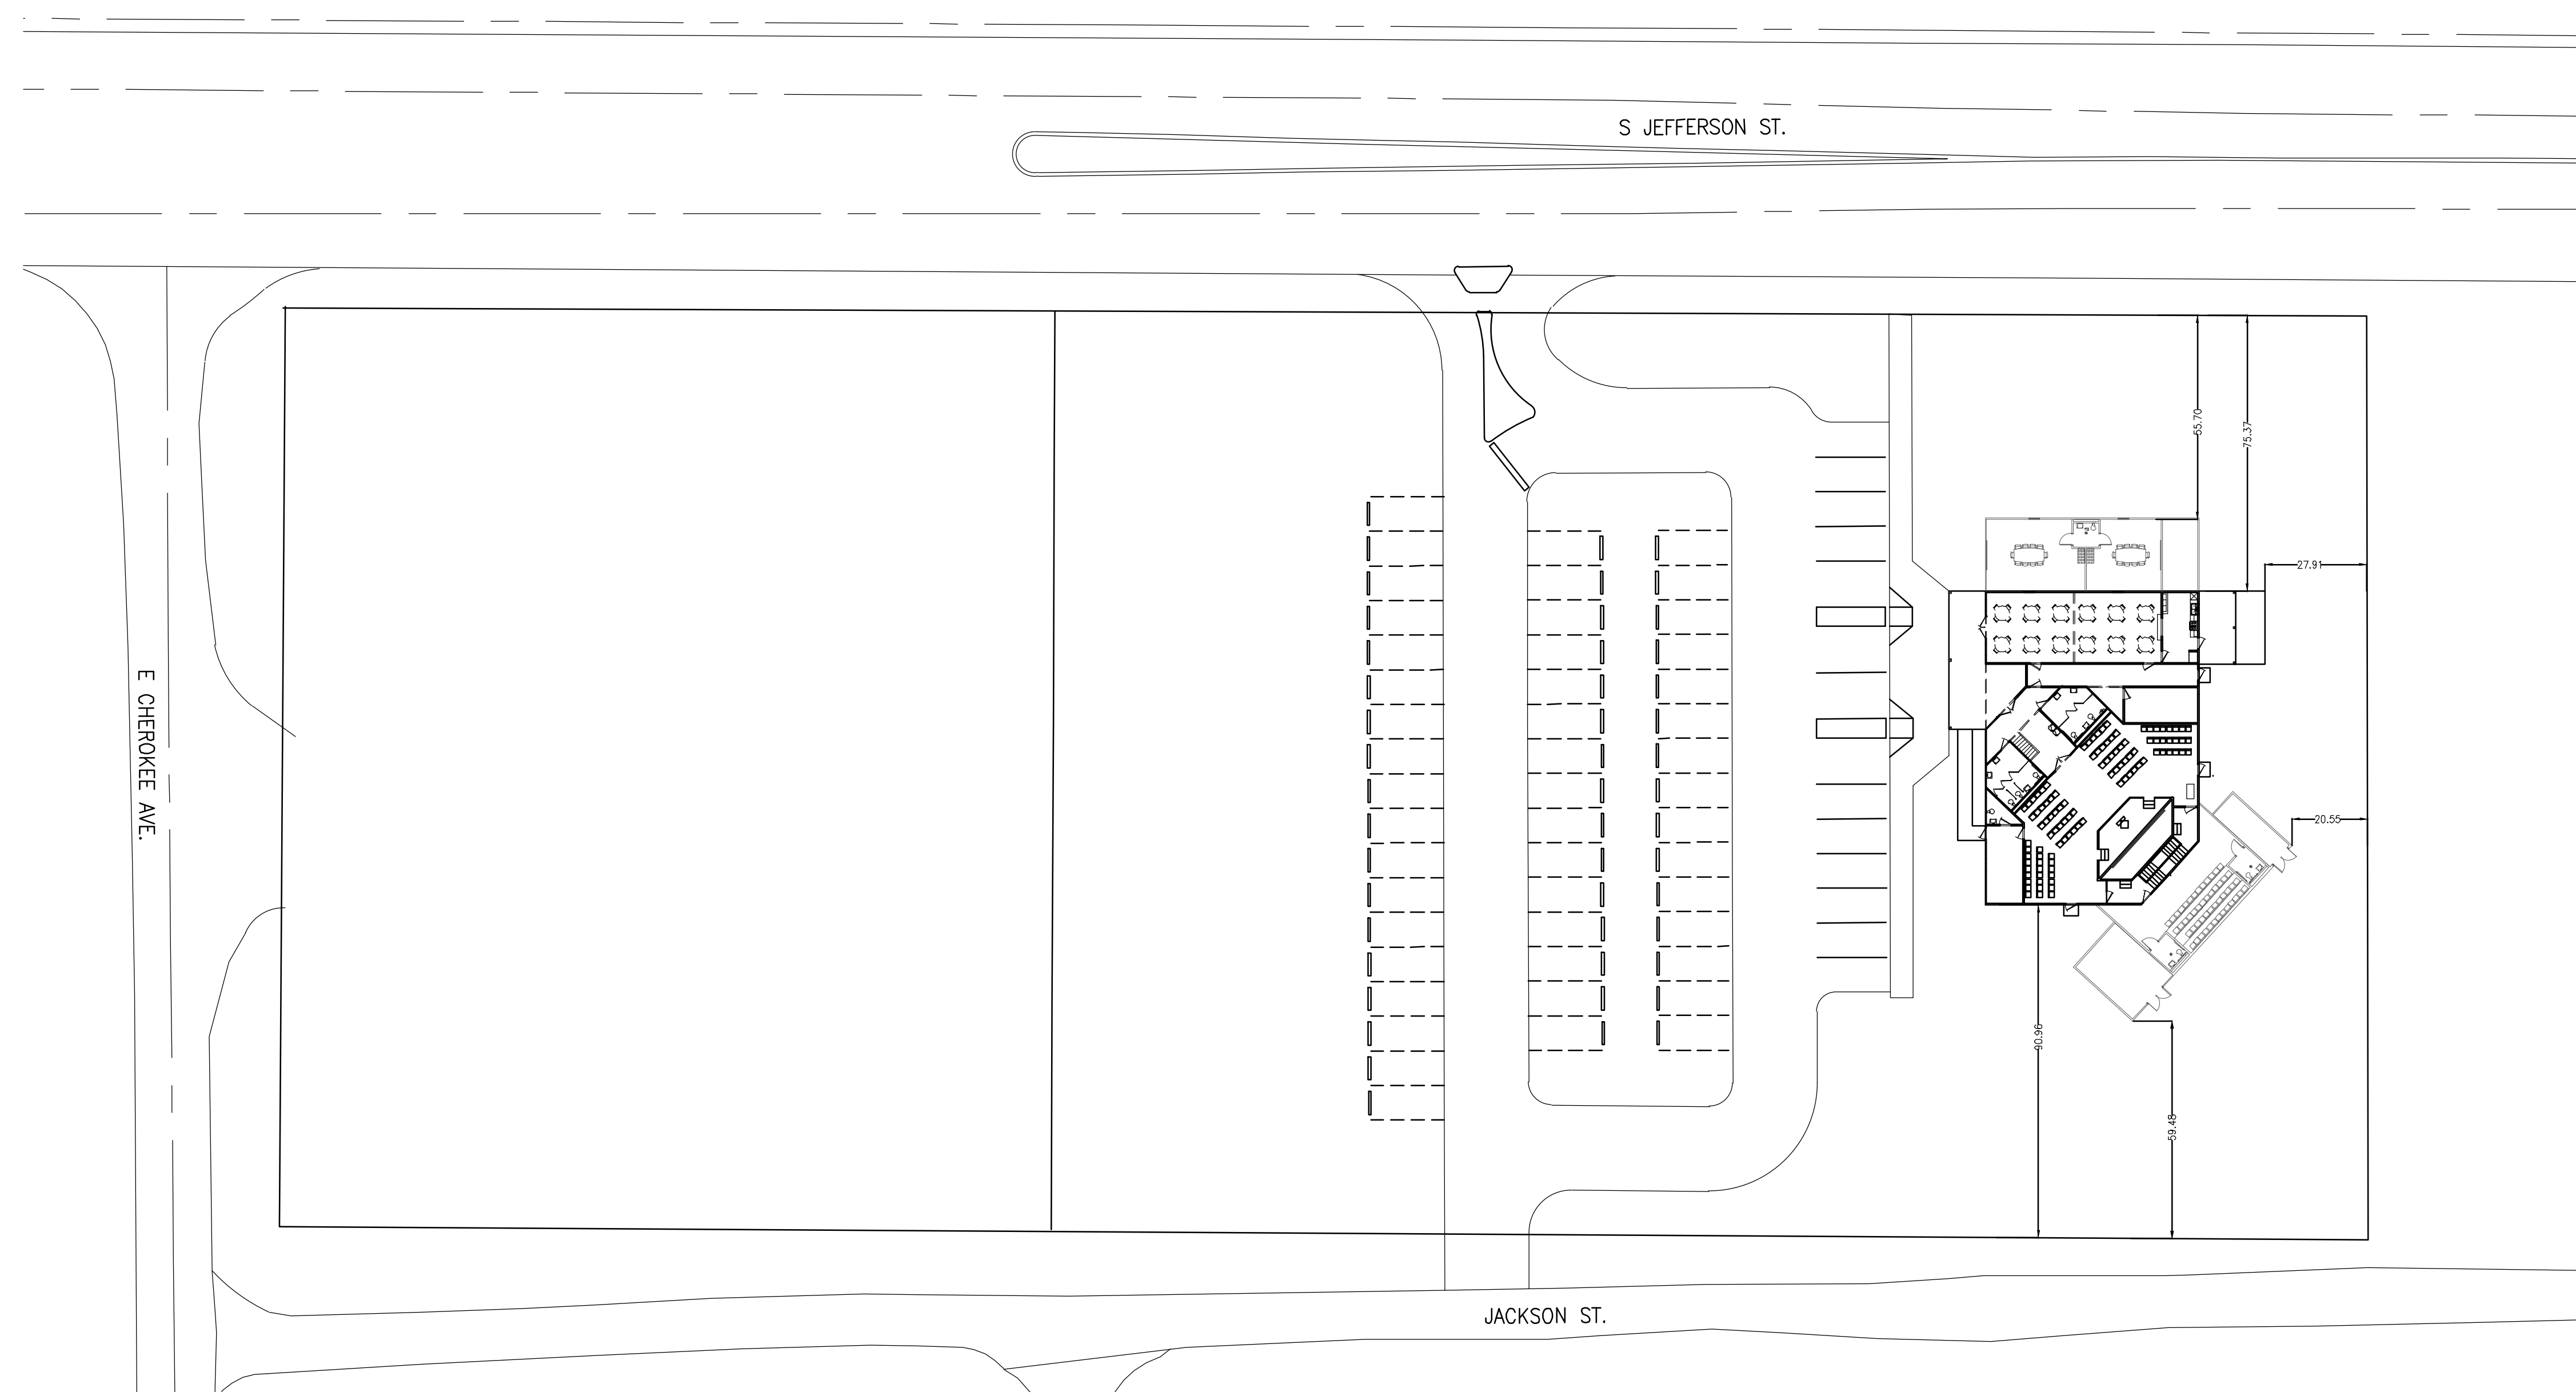 S JEFFERSON ST.
55.70
75.37
27.91
E CHEROKEE AVE.
20.55
90.96
59.48
JACKSON ST.